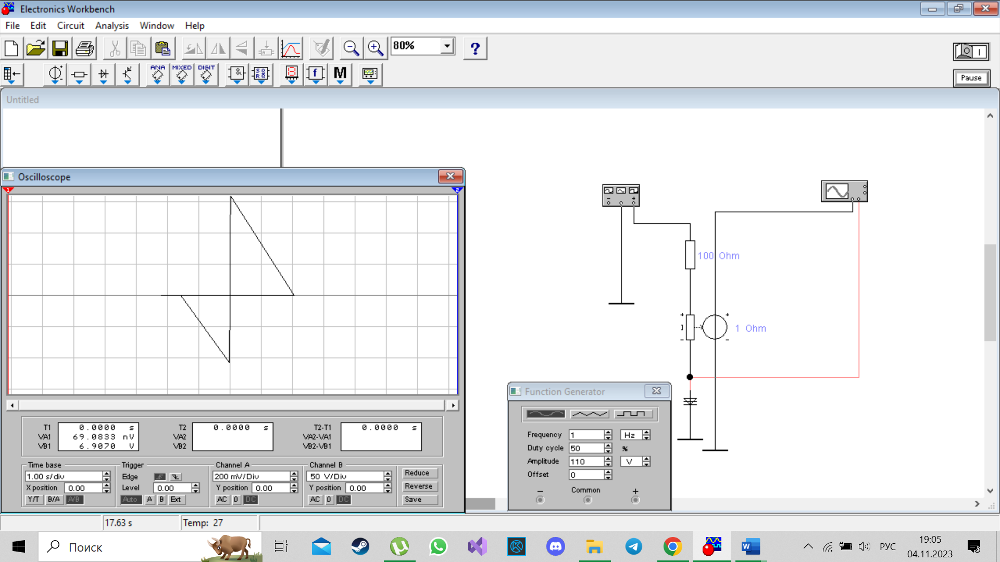 Electronics Workbench
File Edit Circuit Analysis Window Help
80%
?
ANA MIXED DIGIT
M
Pause
Untitled
Oscilloscope
1 2
100 Ohm
1 Ohm
T1 0.0000 s
VA1 69.0833 nV
VB1 6.9070 V
T2 0.0000 s
VA2
VB2
T2-T1 0.0000 s
VA2-VA1
VB2-VB1
Time base
1.00 s/div
X position 0.00
Y/T B/A A/B
Trigger
Edge
Level 0.00
Auto A B Ext
Channel A
200 mV/Div
Y position 0.00
AC 0 DC
Channel B
50 V/Div
Y position 0.00
AC 0 DC
Reduce
Reverse
Save
Function Generator
Frequency 1 Hz
Duty cycle 50 %
Amplitude 110 V
Offset 0
− Common +
17.63 s Temp: 27
Поиск
РУС
19:05
04.11.2023